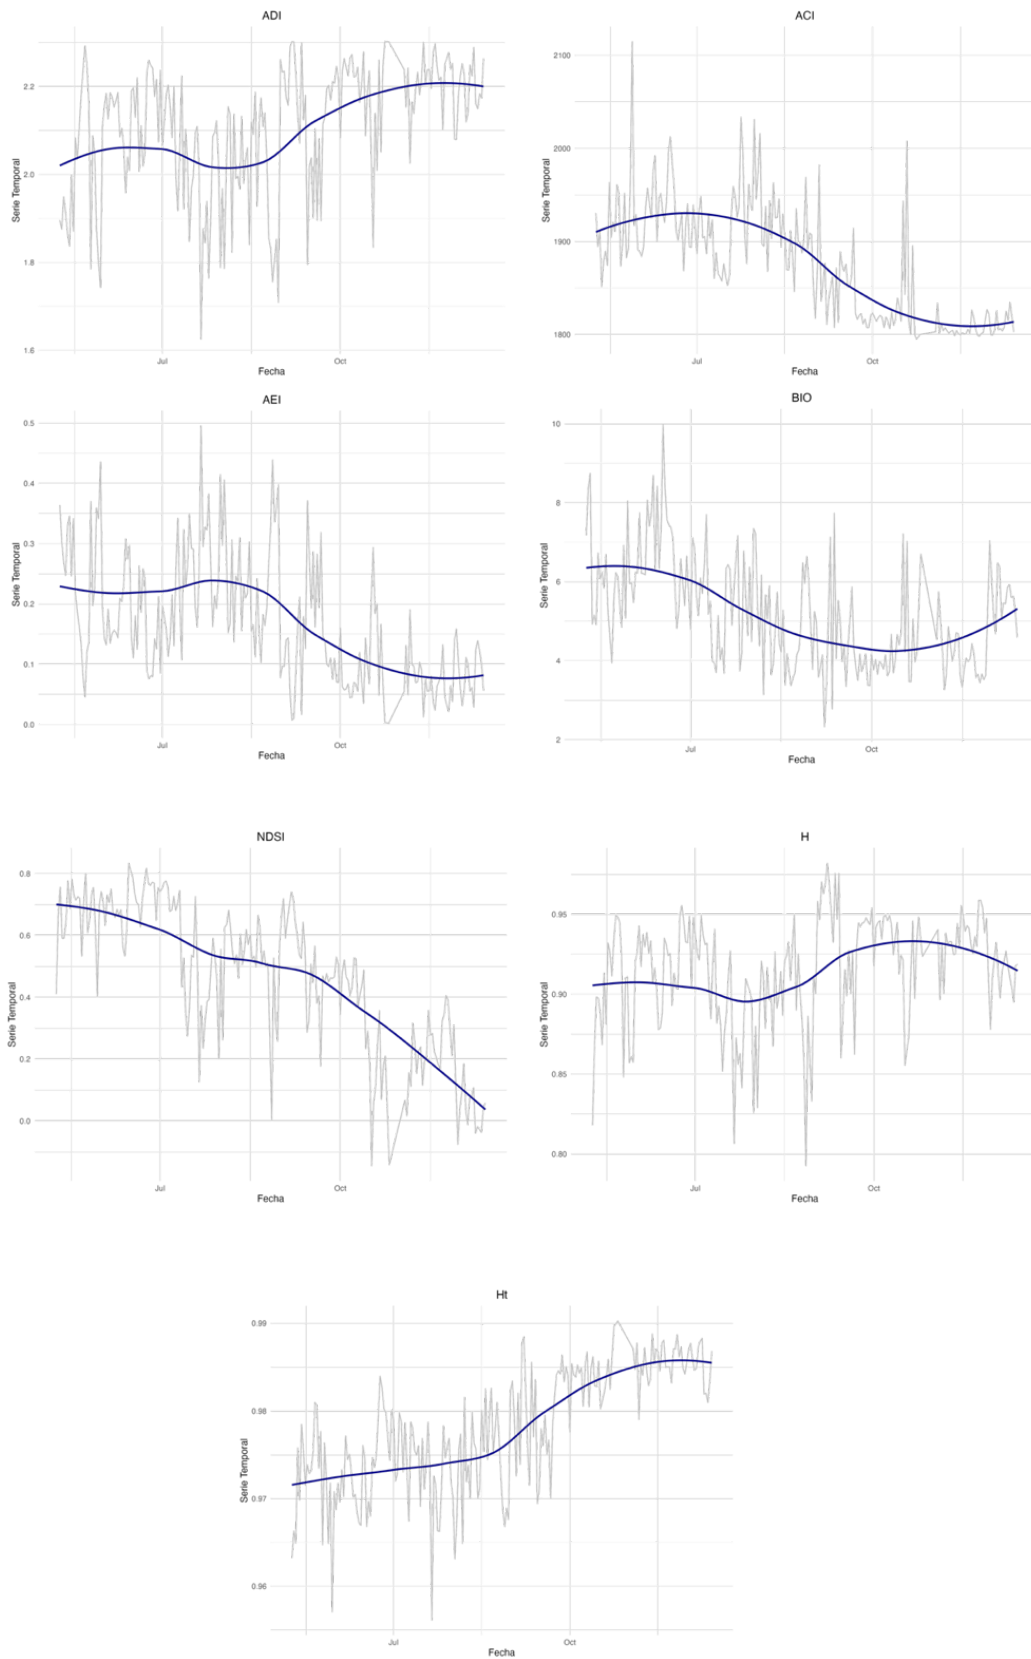 ADI
Serie Temporal
2.2
2.0
1.8
1.6
Jul
Oct
Fecha
ACI
Serie Temporal
2100
2000
1900
1800
Jul
Oct
Fecha
AEI
Serie Temporal
0.5
0.4
0.3
0.2
0.1
0.0
Jul
Oct
Fecha
BIO
Serie Temporal
10
8
6
4
2
Jul
Oct
Fecha
NDSI
Serie Temporal
0.8
0.6
0.4
0.2
0.0
Jul
Oct
Fecha
H
Serie Temporal
0.95
0.90
0.85
0.80
Jul
Oct
Fecha
Ht
Serie Temporal
0.99
0.98
0.97
0.96
Jul
Oct
Fecha